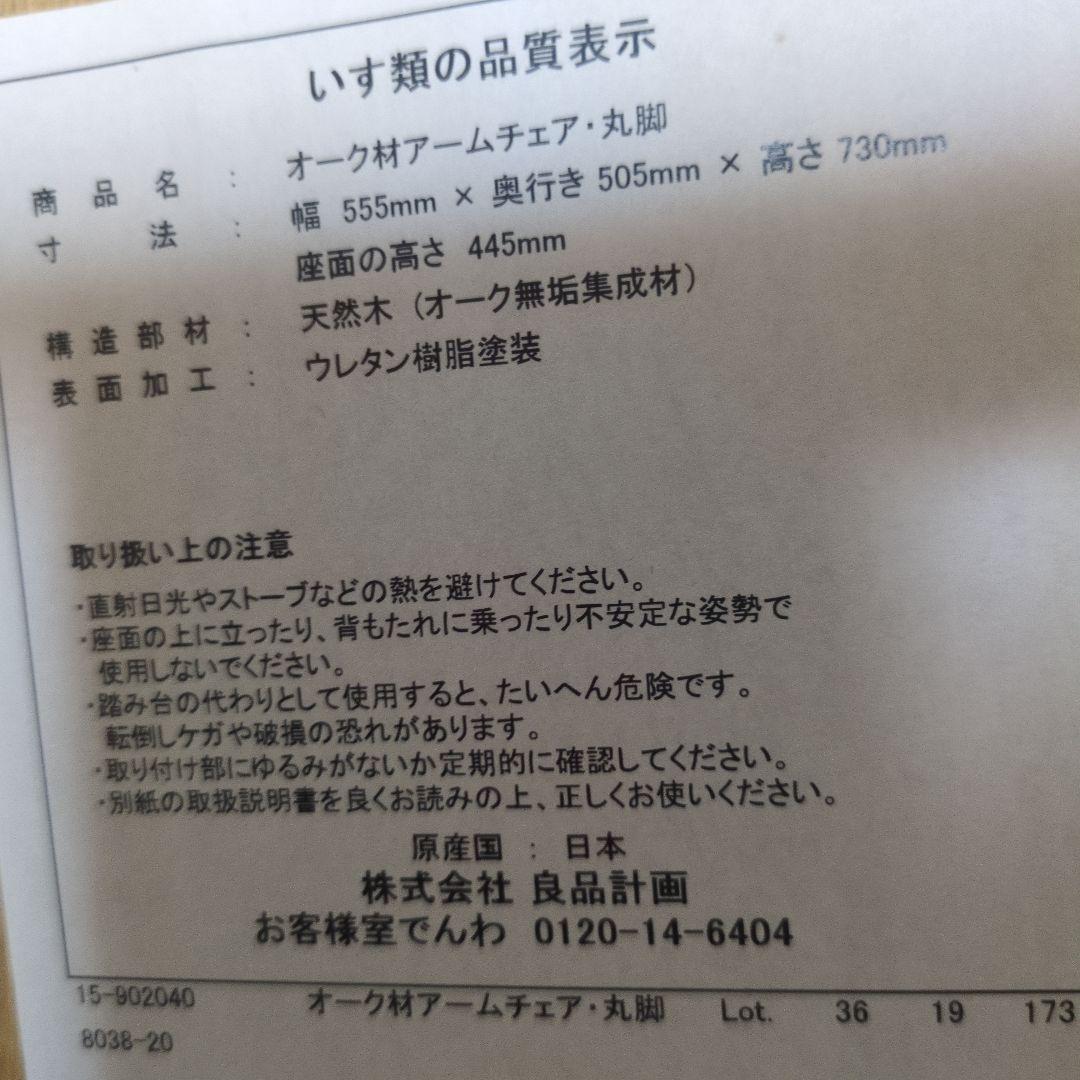 いす類の品質表示
商品名 : オーク材アームチェア・丸脚
寸法 : 幅 555mm × 奥行き 505mm × 高さ 730mm
座面の高さ 445mm
構造部材 : 天然木 (オーク無垢集成材)
表面加工 : ウレタン樹脂塗装
取り扱い上の注意
・直射日光やストーブなどの熱を避けてください。
・座面の上に立ったり、背もたれに乗ったり不安定な姿勢で
使用しないでください。
・踏み台の代わりとして使用すると、たいへん危険です。
転倒しケガや破損の恐れがあります。
・取り付け部にゆるみがないか定期的に確認してください。
・別紙の取扱説明書を良くお読みの上、正しくお使いください。
原産国 : 日本
株式会社 良品計画
お客様室でんわ 0120-14-6404
15-902040 オーク材アームチェア・丸脚 Lot. 36 19 173
8038-20